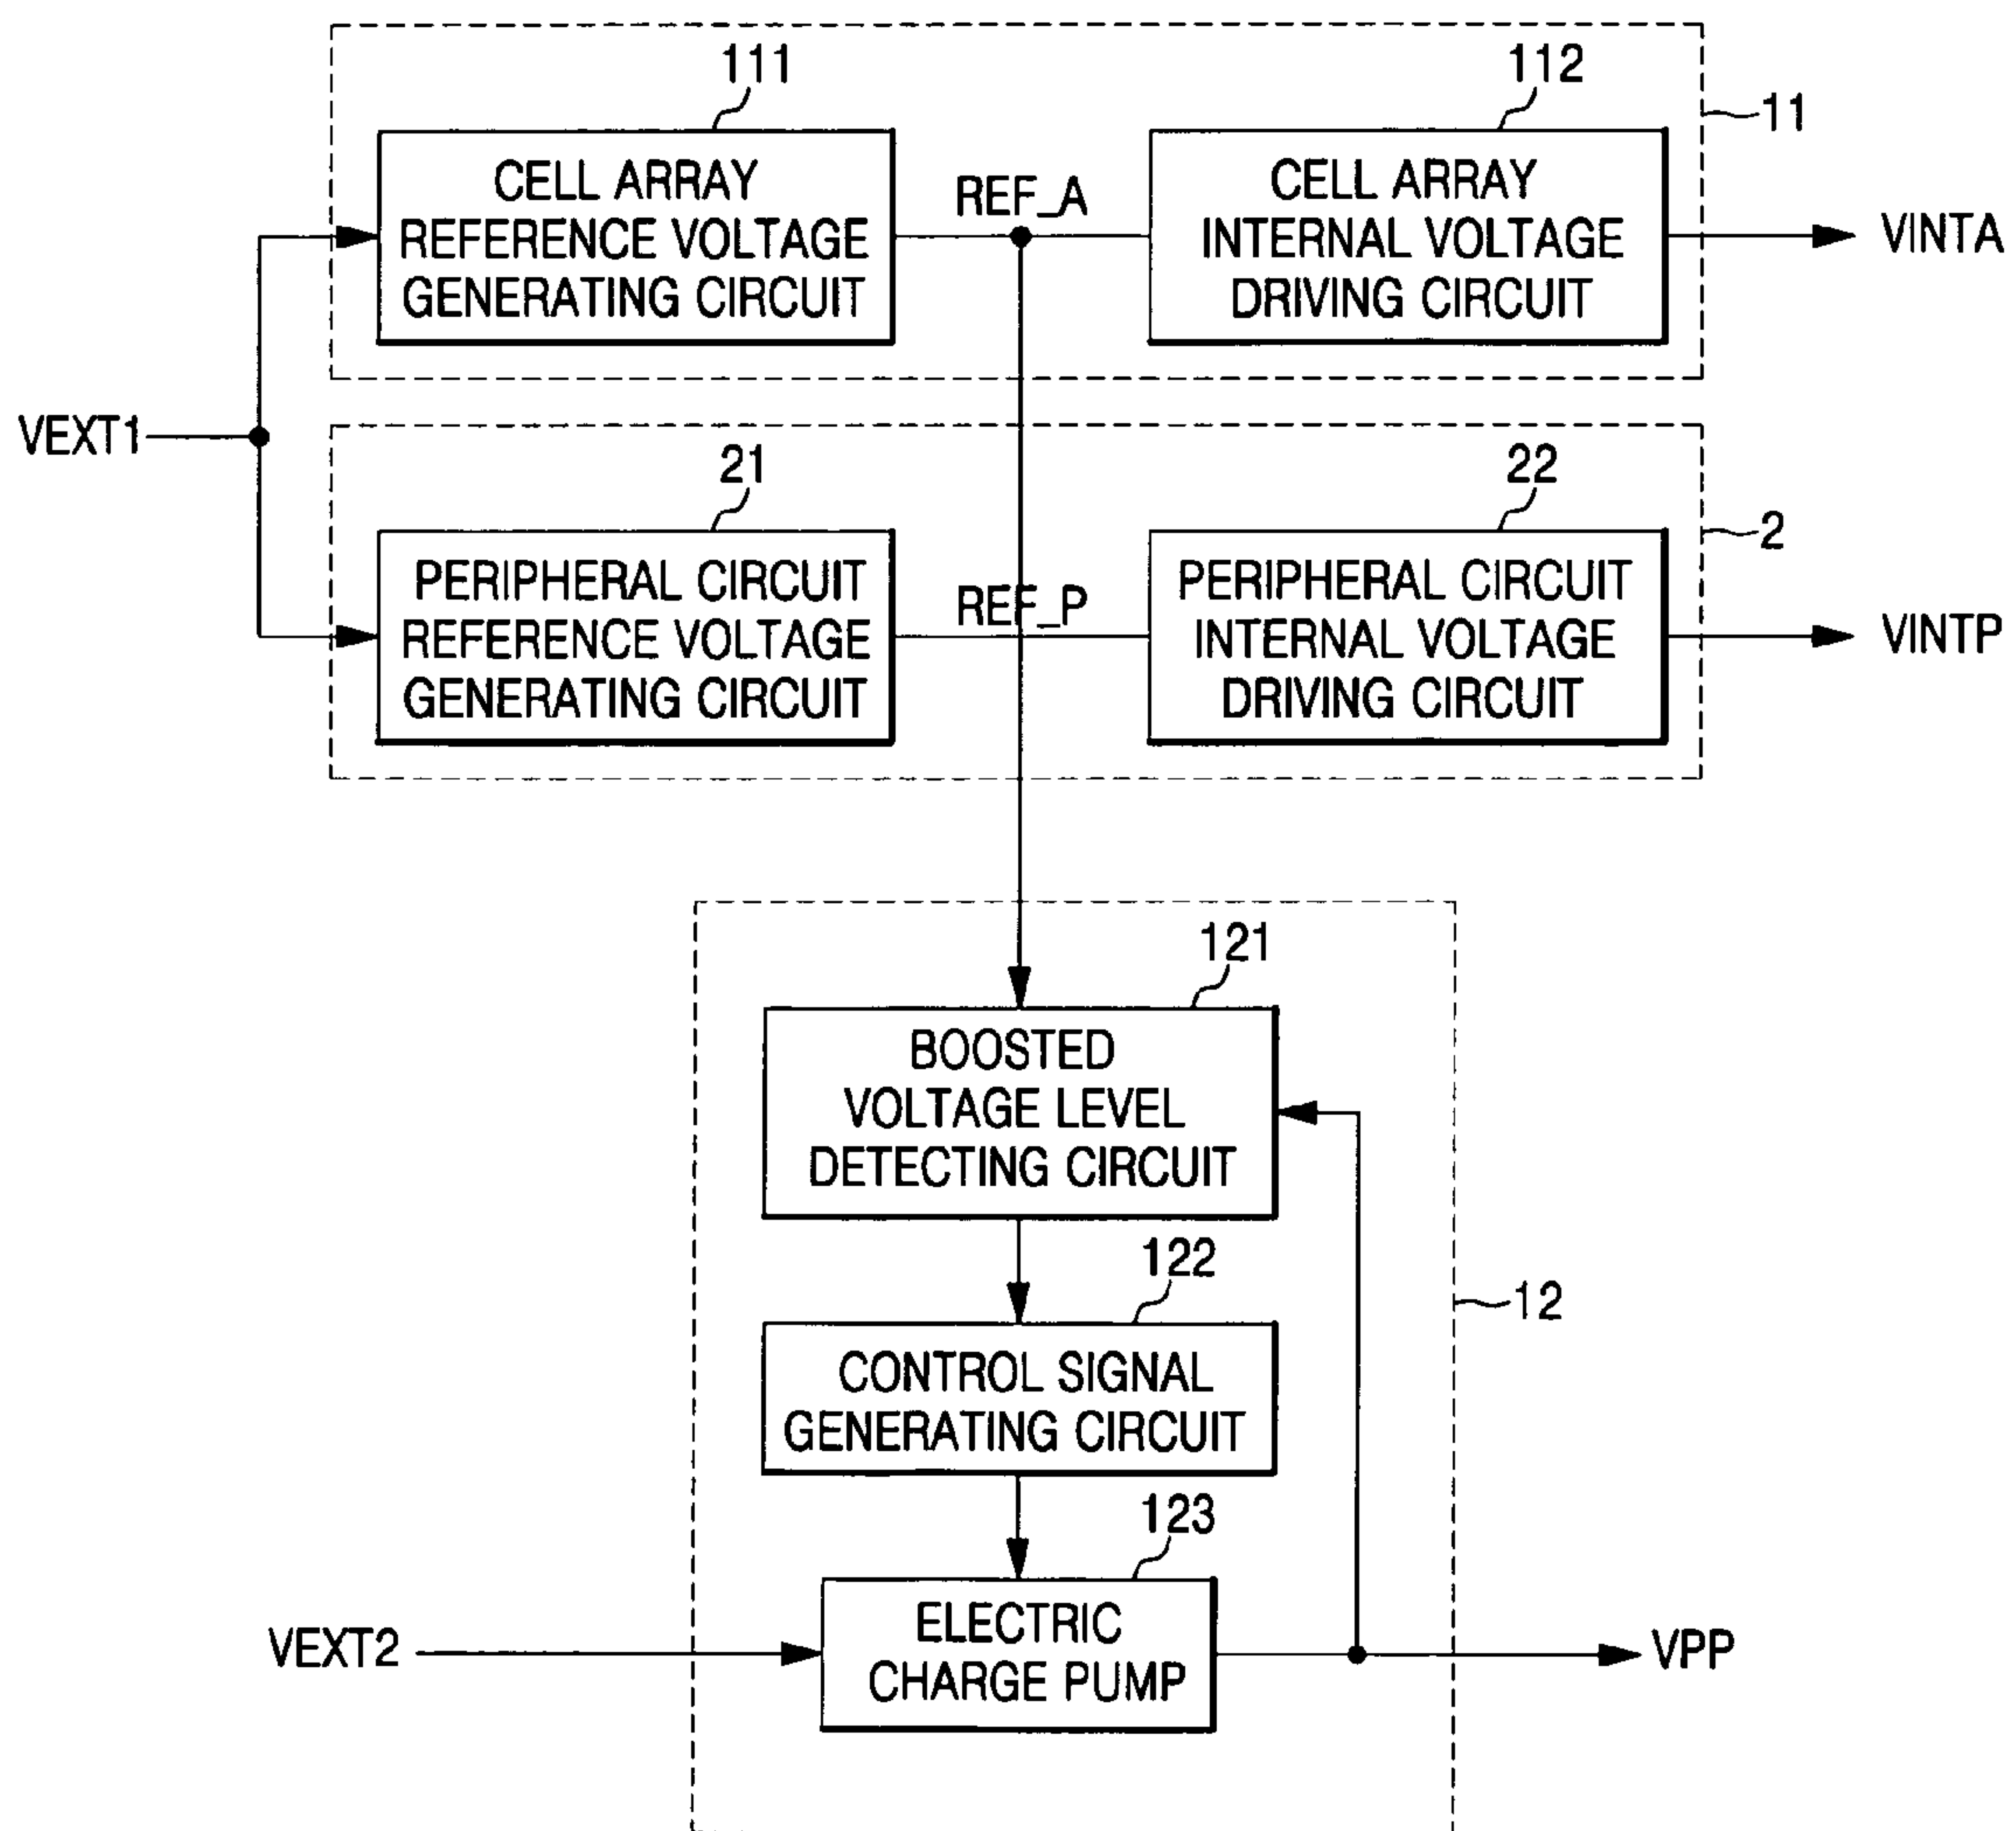 111
112
11
CELL ARRAY
REFERENCE VOLTAGE
GENERATING CIRCUIT
REF_A
CELL ARRAY
INTERNAL VOLTAGE
DRIVING CIRCUIT
VINTA
VEXT1
21
22
2
PERIPHERAL CIRCUIT
REFERENCE VOLTAGE
GENERATING CIRCUIT
REF_P
PERIPHERAL CIRCUIT
INTERNAL VOLTAGE
DRIVING CIRCUIT
VINTP
121
BOOSTED
VOLTAGE LEVEL
DETECTING CIRCUIT
122
12
CONTROL SIGNAL
GENERATING CIRCUIT
123
VEXT2
ELECTRIC
CHARGE PUMP
VPP